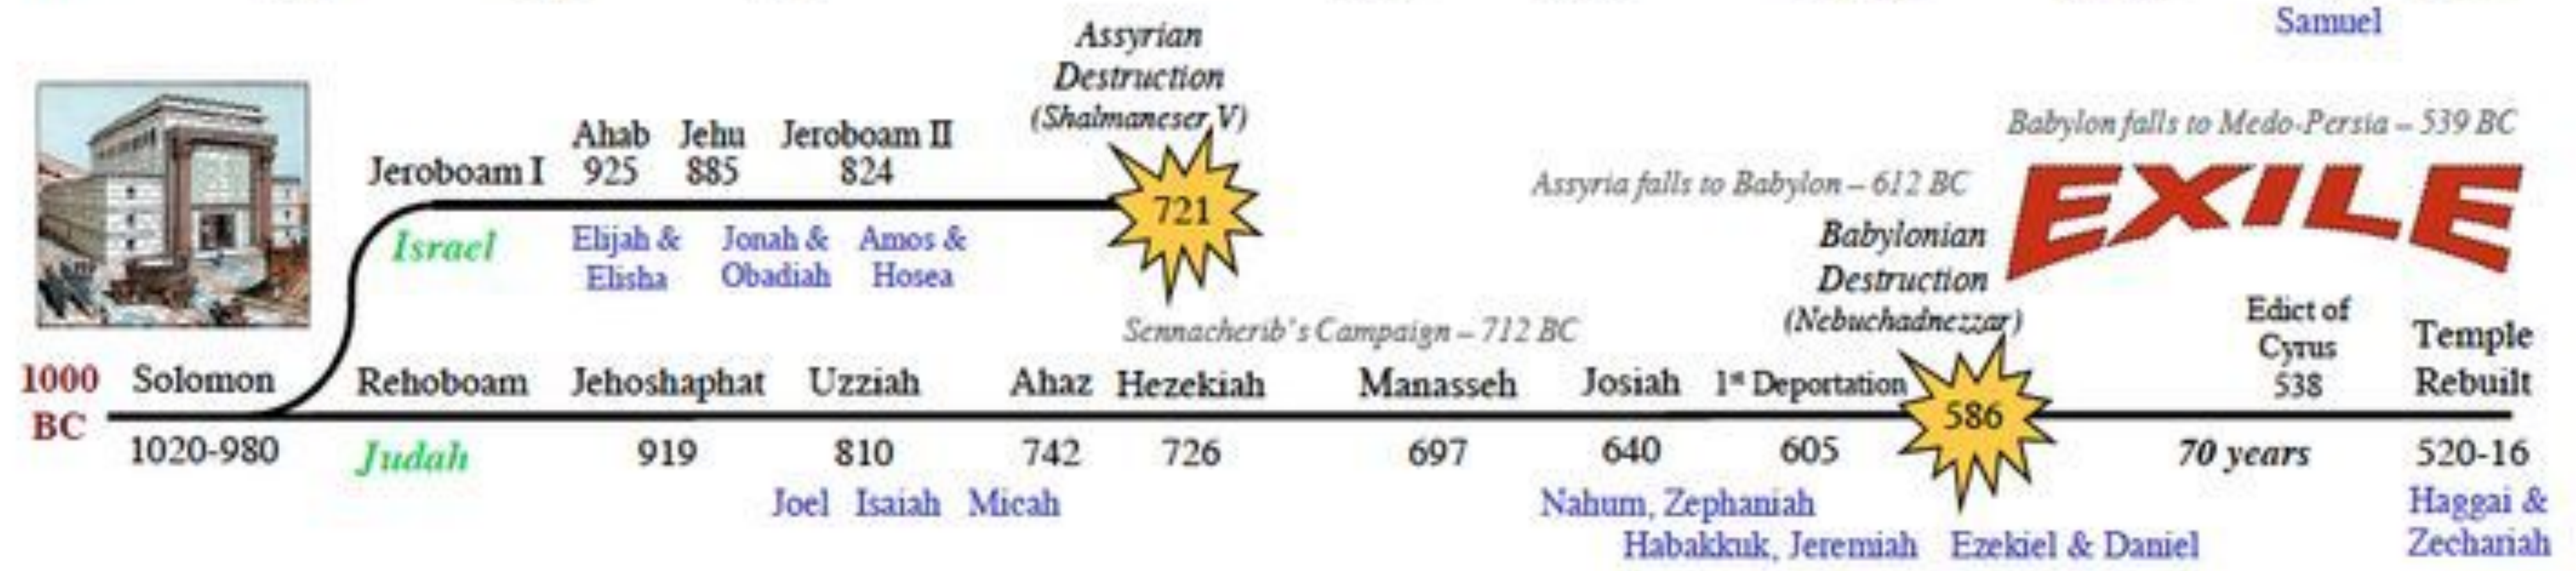 Samuel
Assyrian
Destruction
(Shalmaneser V)
Ahab Jehu Jeroboam II
Jeroboam I 925 885 824
Babylon falls to Medo-Persia – 539 BC
Assyria falls to Babylon – 612 BC
EXILE
721
Israel
Elijah & Jonah & Amos &
Elisha Obadiah Hosea
Babylonian
Destruction
(Nebuchadnezzar)
Sennacherib's Campaign – 712 BC
Edict of
Cyrus
538
Temple
Rebuilt
1000
BC
Solomon Rehoboam Jehoshaphat Uzziah Ahaz Hezekiah Manasseh Josiah 1st Deportation
586
1020-980 Judah 919 810 742 726 697 640 605 70 years 520-16
Joel Isaiah Micah
Nahum, Zephaniah
Habakkuk, Jeremiah Ezekiel & Daniel
Haggai &
Zechariah